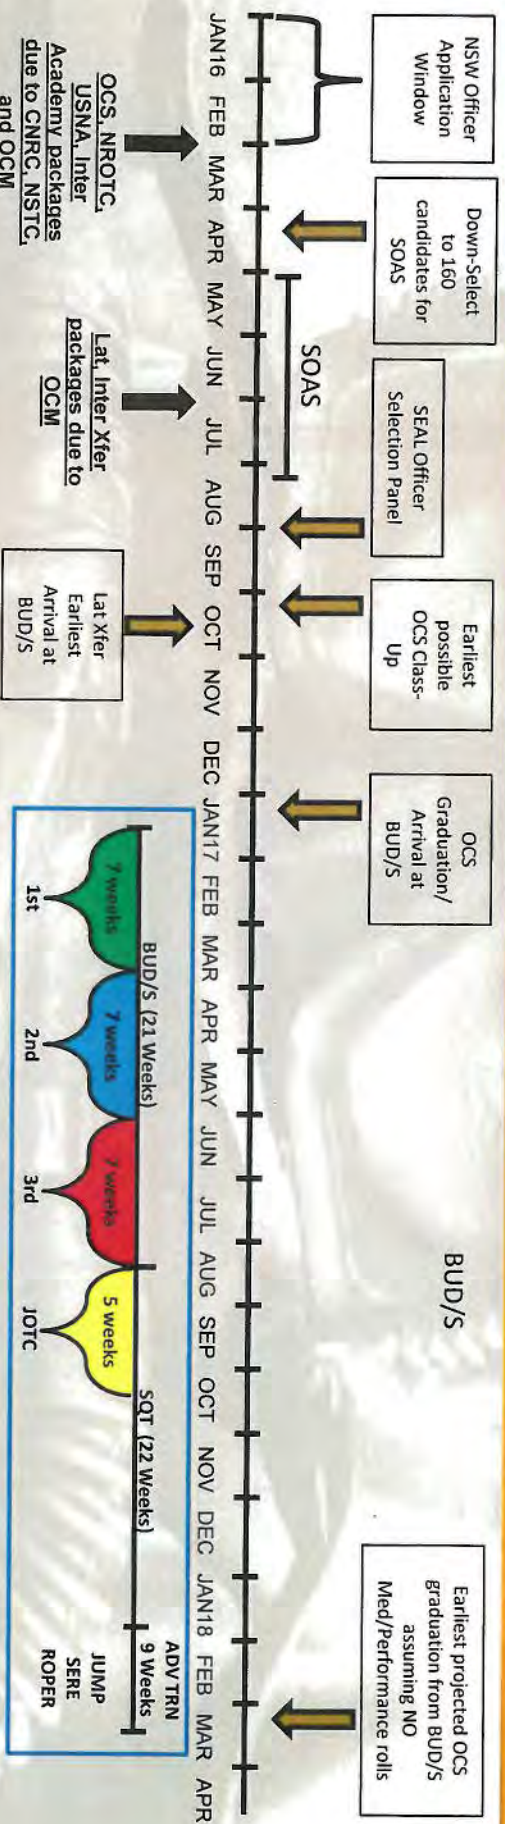 NSW Officer
Application
Window
Down-Select
to 160
candidates for
SOAS
SEAL Officer
Selection Panel
Earliest
possible
OCS Class-
Up
OCS
Graduation/
Arrival at
BUD/S
BUD/S
Earliest projected OCS
graduation from BUD/S
assuming NO
Med/Performance rolls
SOAS
JAN16 FEB MAR APR MAY JUN JUL AUG SEP OCT NOV DEC JAN17 FEB MAR APR MAY JUN JUL AUG SEP OCT NOV DEC JAN18 FEB MAR APR
OCS, NROTC,
USNA, Inter
Academy packages
due to CNRC, NSTC,
and OCM
Lat, Inter Xfer
packages due to
OCM
Lat Xfer
Earliest
Arrival at
BUD/S
BUD/S (21 Weeks)
7 weeks
7 weeks
7 weeks
5 weeks
1st
2nd
3rd
JOTC
SQT (22 Weeks)
ADV TRN
9 Weeks
JUMP
SERE
ROPER